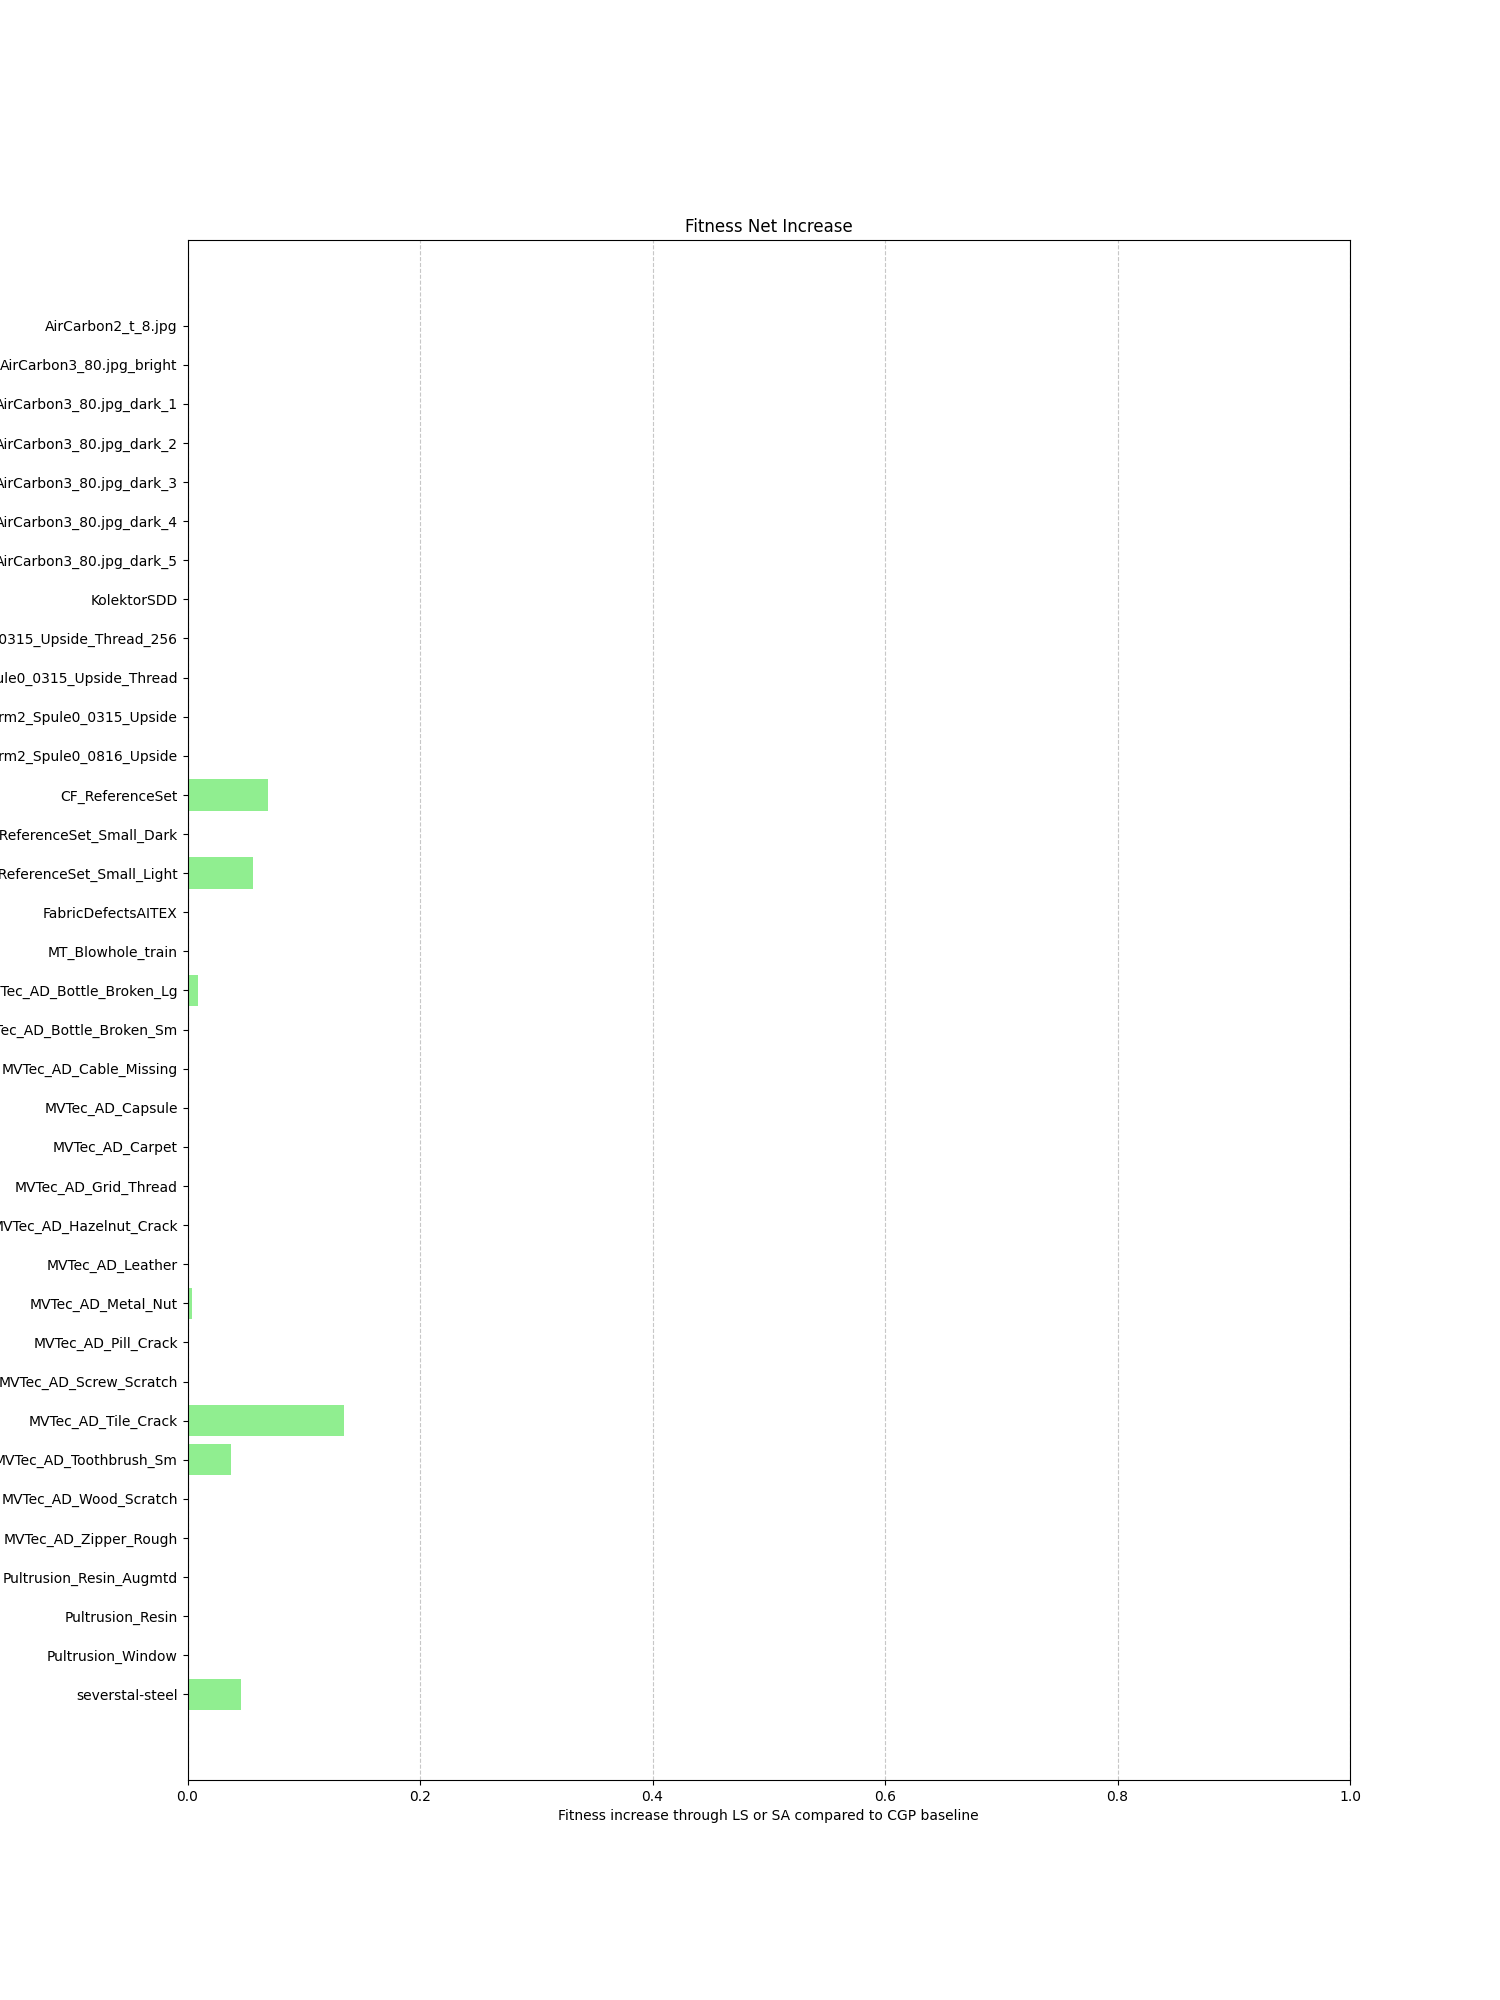 Fitness Net Increase
AirCarbon2_t_8.jpg
AirCarbon3_80.jpg_bright
AirCarbon3_80.jpg_dark_1
AirCarbon3_80.jpg_dark_2
AirCarbon3_80.jpg_dark_3
AirCarbon3_80.jpg_dark_4
AirCarbon3_80.jpg_dark_5
KolektorSDD
0315_Upside_Thread_256
ule0_0315_Upside_Thread
rm2_Spule0_0315_Upside
rm2_Spule0_0816_Upside
CF_ReferenceSet
ReferenceSet_Small_Dark
ReferenceSet_Small_Light
FabricDefectsAITEX
MT_Blowhole_train
Tec_AD_Bottle_Broken_Lg
Tec_AD_Bottle_Broken_Sm
MVTec_AD_Cable_Missing
MVTec_AD_Capsule
MVTec_AD_Carpet
MVTec_AD_Grid_Thread
MVTec_AD_Hazelnut_Crack
MVTec_AD_Leather
MVTec_AD_Metal_Nut
MVTec_AD_Pill_Crack
MVTec_AD_Screw_Scratch
MVTec_AD_Tile_Crack
MVTec_AD_Toothbrush_Sm
MVTec_AD_Wood_Scratch
MVTec_AD_Zipper_Rough
Pultrusion_Resin_Augmtd
Pultrusion_Resin
Pultrusion_Window
severstal-steel
0.0 0.2 0.4 0.6 0.8 1.0
Fitness increase through LS or SA compared to CGP baseline